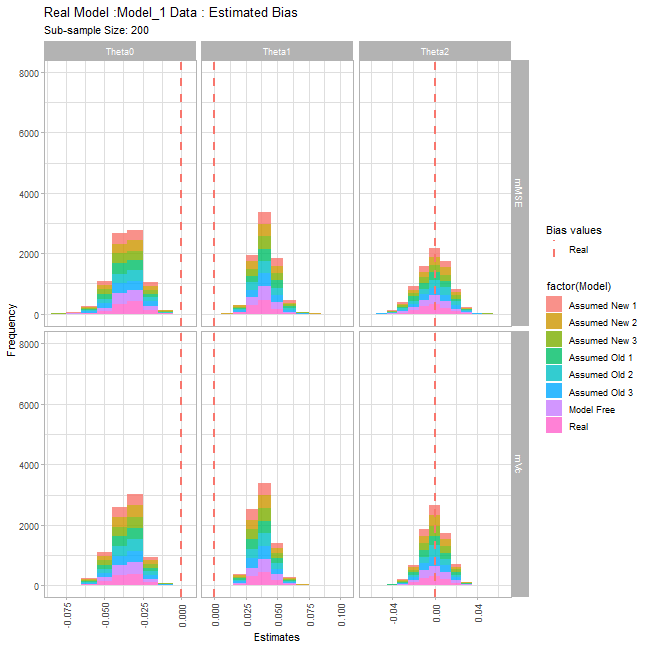 Real Model :Model_1 Data : Estimated Bias
Sub-sample Size: 200
Theta0
Theta1
Theta2
8000
6000
4000
2000
0
mMSE
8000
6000
4000
2000
0
mVc
Frequency
-0.075
-0.050
-0.025
0.000
0.000
0.025
0.050
0.075
0.100
-0.04
0.00
0.04
Estimates
Bias values
Real
factor(Model)
Assumed New 1
Assumed New 2
Assumed New 3
Assumed Old 1
Assumed Old 2
Assumed Old 3
Model Free
Real